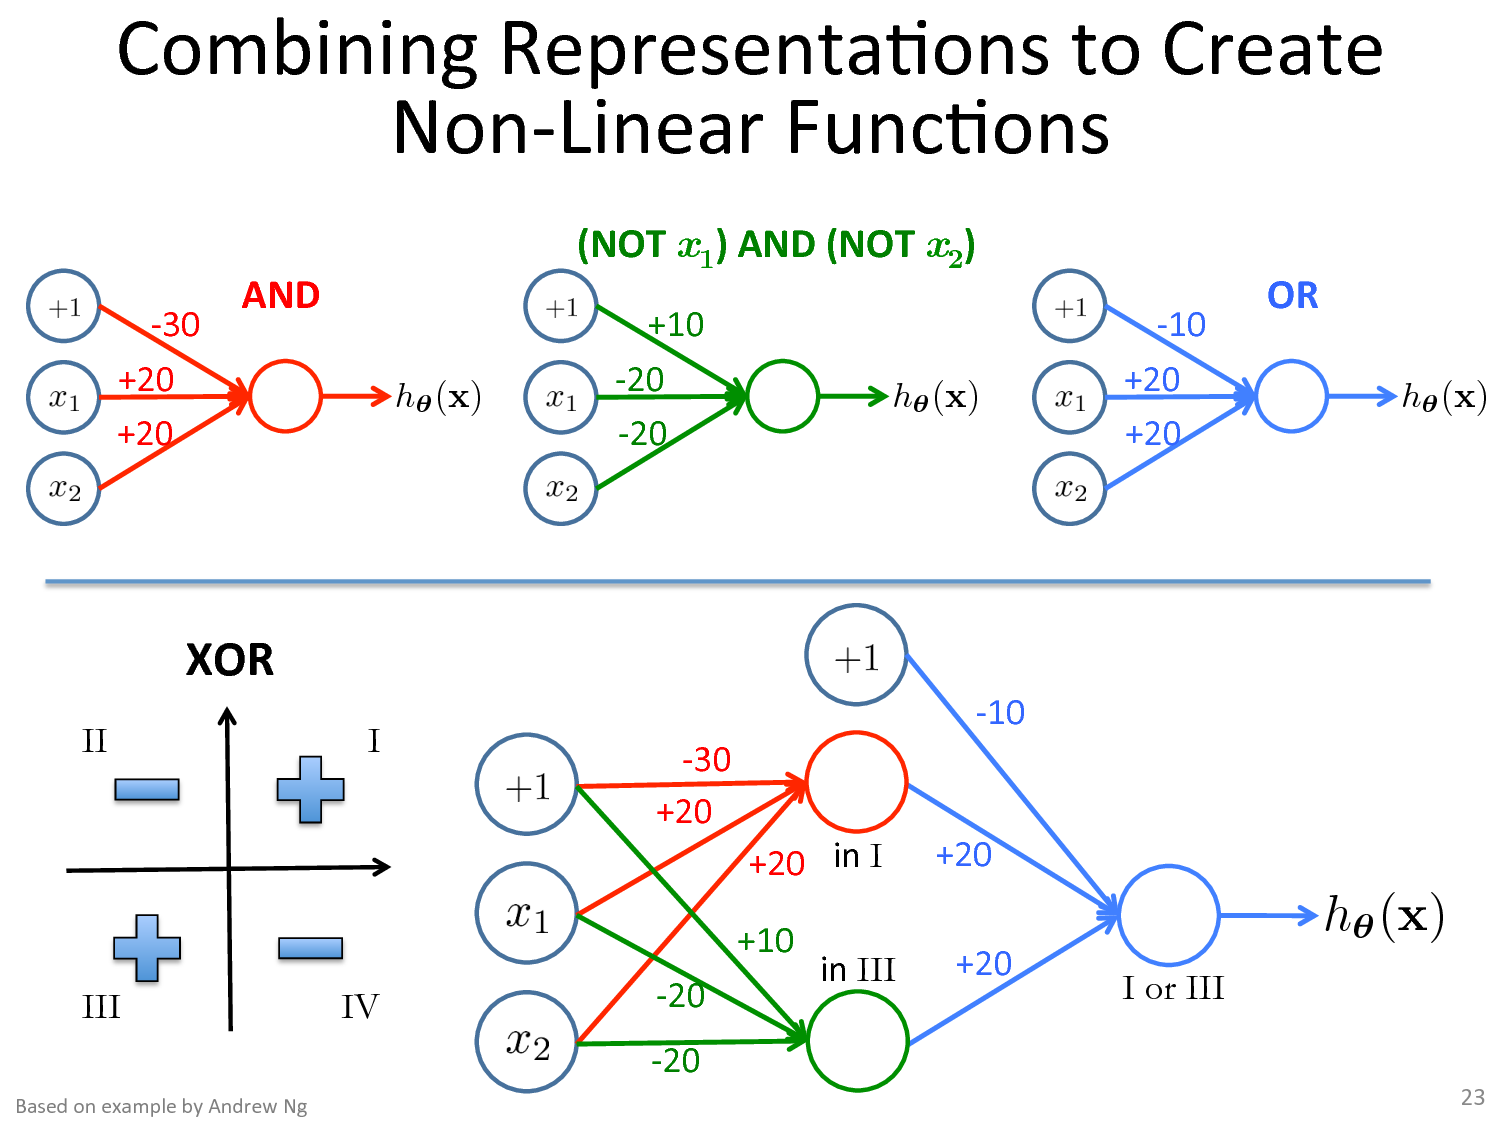 Combining Representations to Create
Non-Linear Functions
AND
+1
-30
x1
+20
+20
x2
hθ(x)
(NOT x1) AND (NOT x2)
+1
+10
x1
-20
-20
x2
hθ(x)
OR
+1
-10
x1
+20
+20
x2
hθ(x)
XOR
II
I
III
IV
+1
-10
+1
-30
+20
+20
in I
+20
x1
+10
in III
-20
+20
x2
-20
I or III
hθ(x)
Based on example by Andrew Ng
23